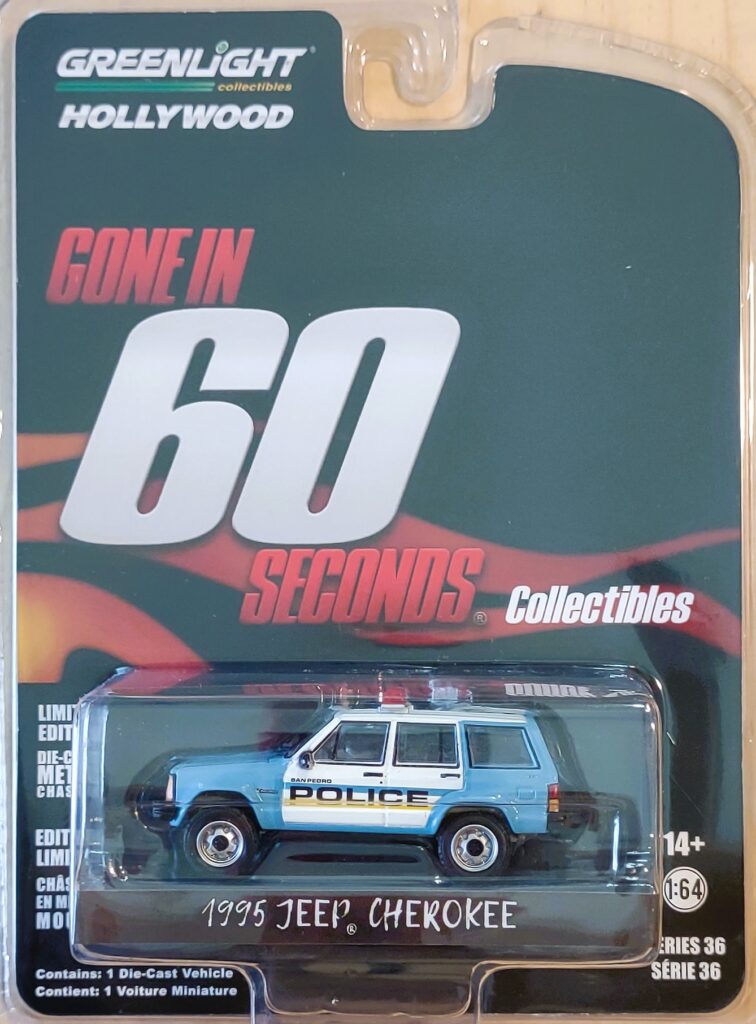 GREENLiGHT
collectibles
HOLLYWOOD
GONE IN
60
SECONDS® Collectibles
SAN PEDRO
POLICE
14+
1:64
1995 JEEP® CHEROKEE
SERIES 36
SÉRIE 36
Contains: 1 Die-Cast Vehicle
Contient: 1 Voiture Miniature